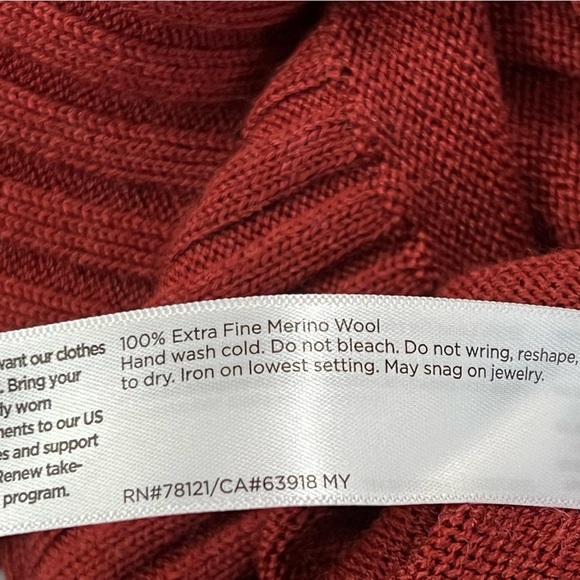 want our clothes
. Bring your
ly worn
ments to our US
es and support
Renew take-
program.
100% Extra Fine Merino Wool
Hand wash cold. Do not bleach. Do not wring, reshape,
to dry. Iron on lowest setting. May snag on jewelry.
RN#78121/CA#63918 MY